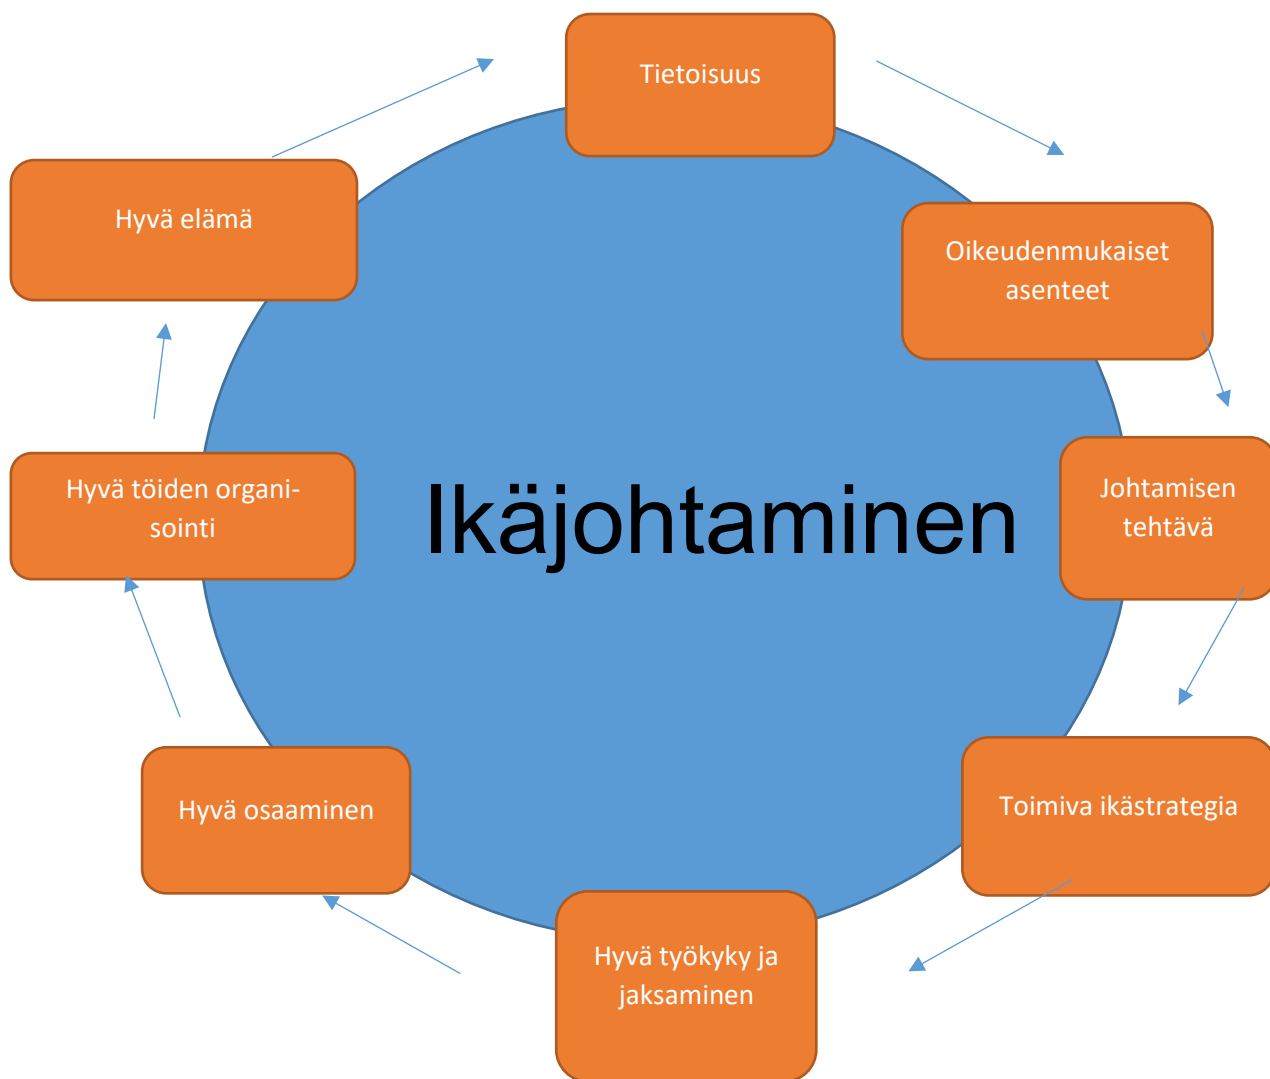 Tietoisuus
Oikeudenmukaiset
asenteet
Johtamisen
tehtävä
Toimiva ikästrategia
Hyvä työkyky ja
jaksaminen
Hyvä osaaminen
Hyvä töiden organi-
sointi
Hyvä elämä
Ikäjohtaminen